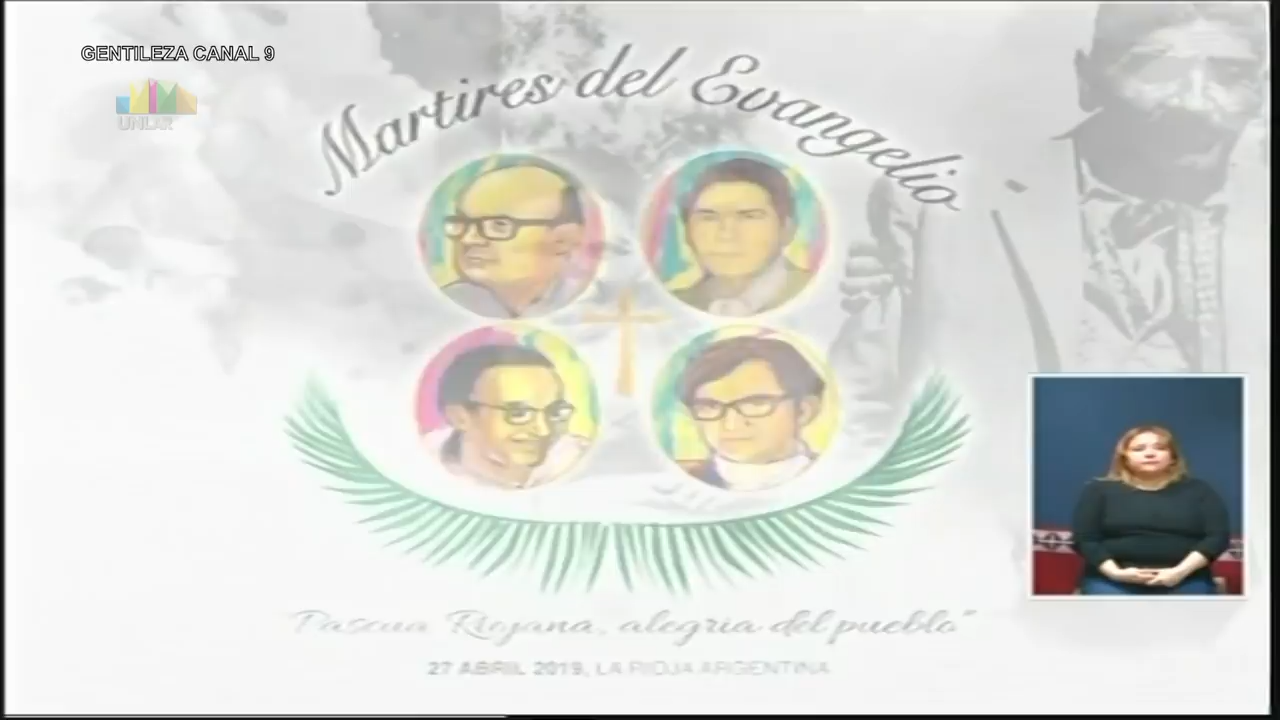 GENTILEZA CANAL 9
UNLAR
Martires del Evangelio
"Pascua Riojana, alegria del pueblo"
27 ABRIL 2019, LA RIOJA ARGENTINA